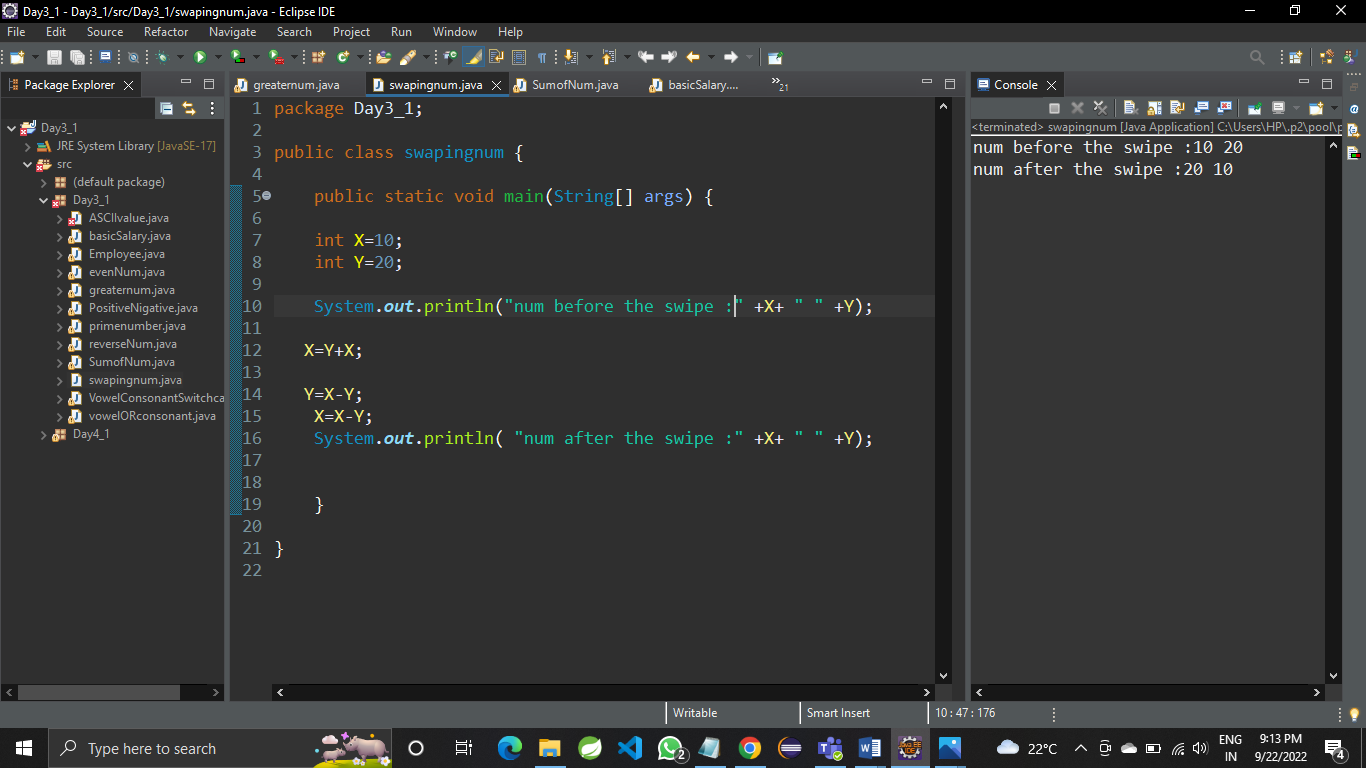 Day3_1 - Day3_1/src/Day3_1/swapingnum.java - Eclipse IDE
File Edit Source Refactor Navigate Search Project Run Window Help
Package Explorer
Day3_1
JRE System Library [JavaSE-17]
src
(default package)
Day3_1
ASCIIvalue.java
basicSalary.java
Employee.java
evenNum.java
greaternum.java
PositiveNigative.java
primenumber.java
reverseNum.java
SumofNum.java
swapingnum.java
VowelConsonantSwitchca
vowelORconsonant.java
Day4_1
greaternum.java swapingnum.java SumofNum.java basicSalary.... »21
1 package Day3_1;
2
3 public class swapingnum {
4
5 public static void main(String[] args) {
6
7 int X=10;
8 int Y=20;
9
10 System.out.println("num before the swipe :" +X+ " " +Y);
11
12 X=Y+X;
13
14 Y=X-Y;
15 X=X-Y;
16 System.out.println( "num after the swipe :" +X+ " " +Y);
17
18
19 }
20
21 }
22
Console
<terminated> swapingnum [Java Application] C:\Users\HP\.p2\pool\p
num before the swipe :10 20
num after the swipe :20 10
Writable Smart Insert 10 : 47 : 176
Type here to search
2
22°C
ENG
IN
9:13 PM
9/22/2022
4